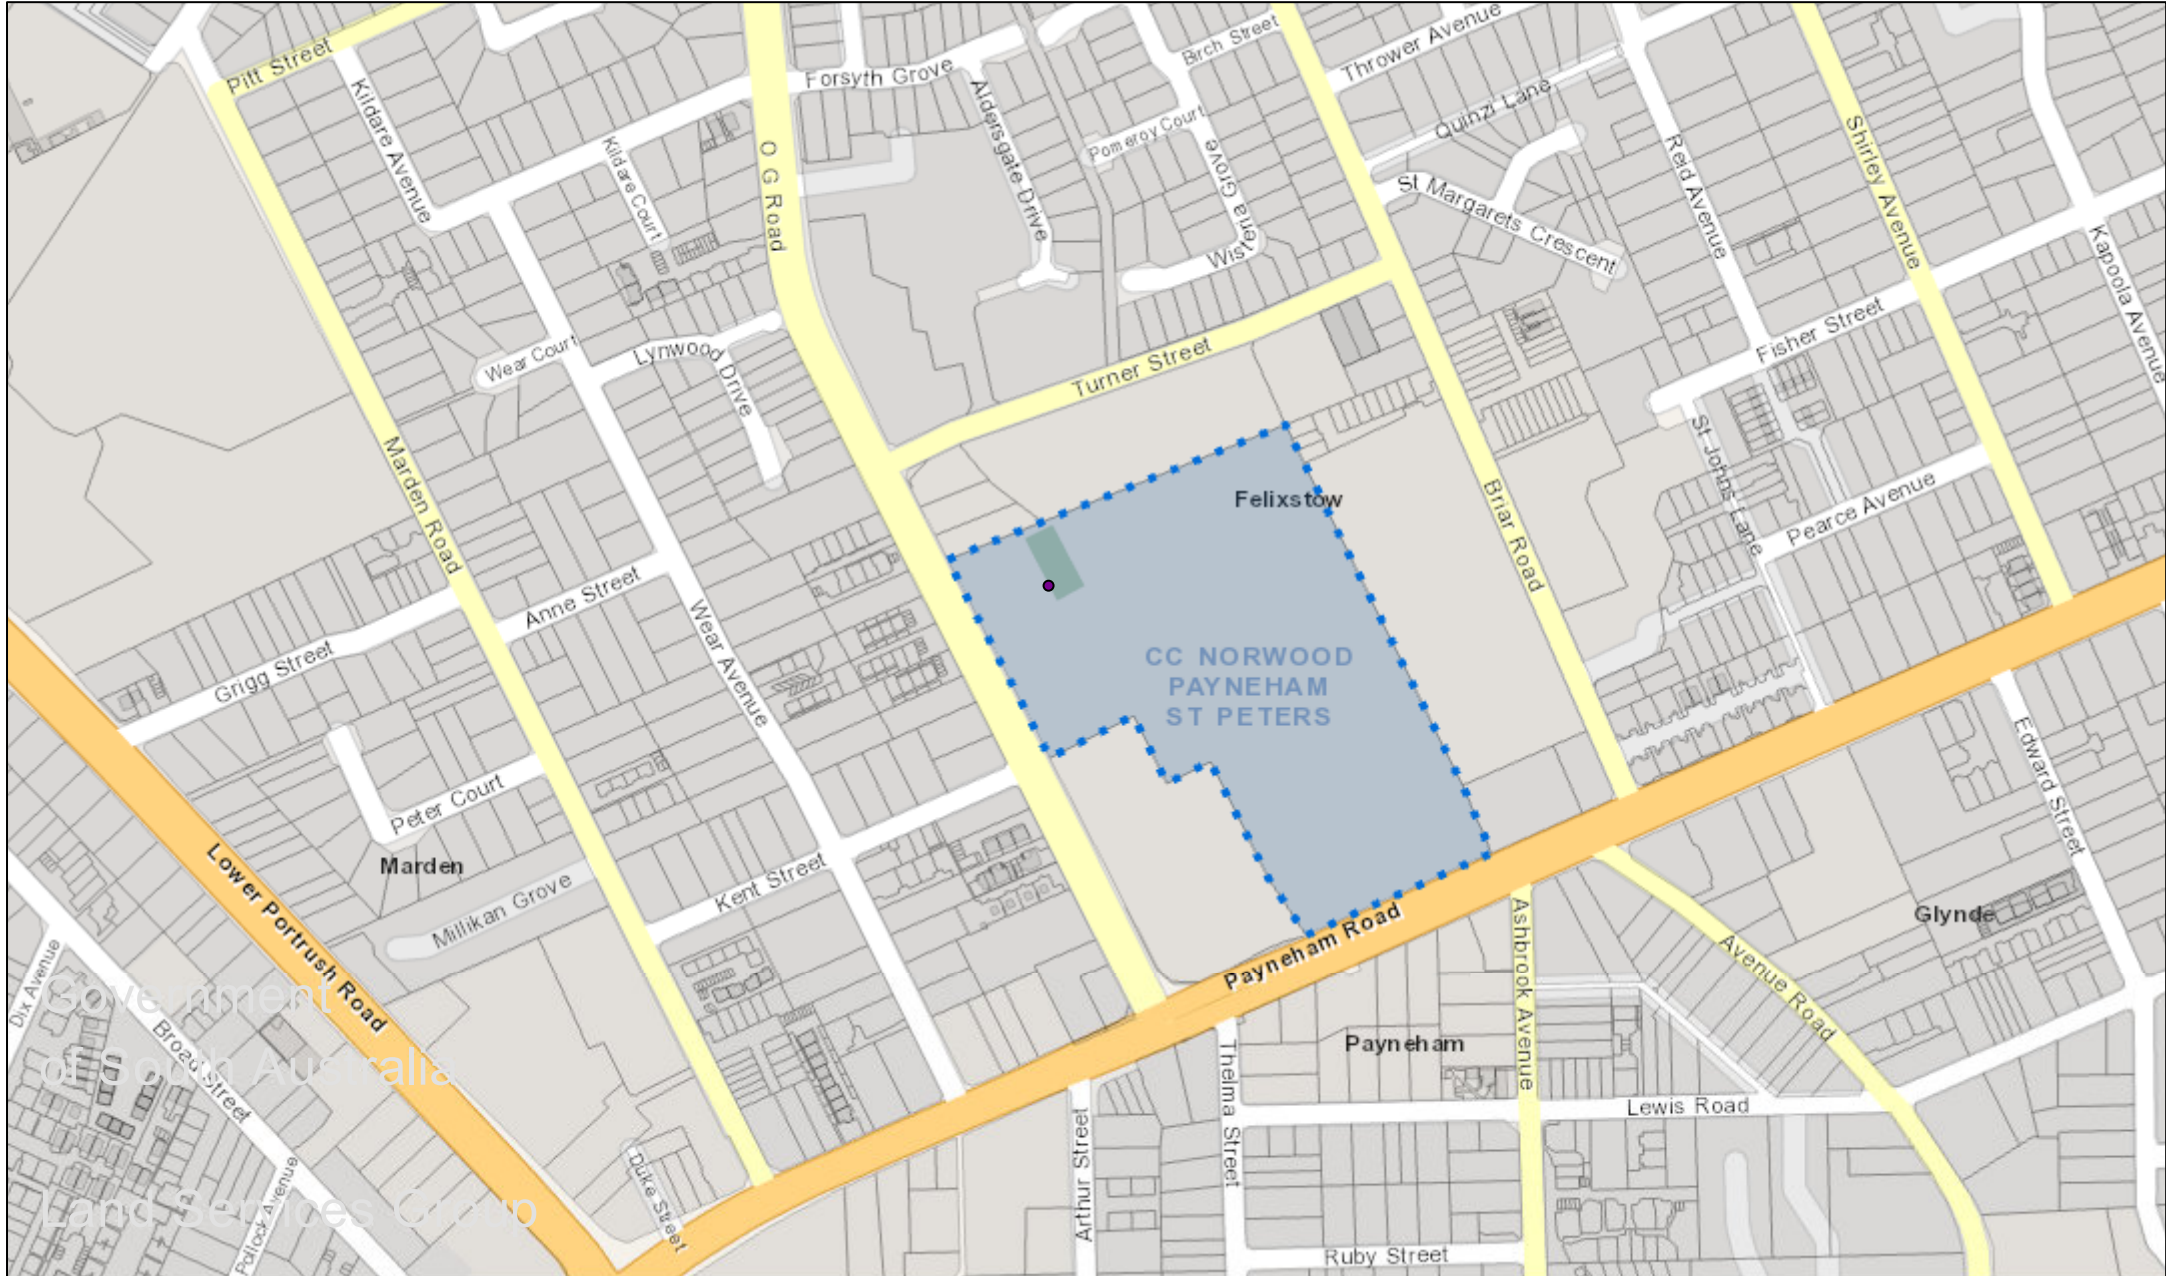 Pitt Street
Kildare Avenue
Forsyth Grove
Birch Street
Thrower Avenue
Aldersgate Drive
Quinzi Lane
Pomeroy Court
Kildare Court
O G Road
Wisteria Grove
St Margarets Crescent
Reid Avenue
Shirley Avenue
Kapoola Avenue
Fisher Street
Wear Court
Lynwood Drive
Turner Street
Marden Road
St Johns Lane
Pearce Avenue
Briar Road
Felixstow
Anne Street
Grigg Street
Wear Avenue
CC NORWOOD
PAYNEHAM
ST PETERS
Edward Street
Peter Court
Marden
Kent Street
Millikan Grove
Lower Portrush Road
Payneham Road
Ashbrook Avenue
Glynde
Avenue Road
Dix Avenue
Broad Street
Government
of South Australia
Land Services Group
Payneham
Thelma Street
Arthur Street
Lewis Road
Duke Street
Pollock Avenue
Ruby Street